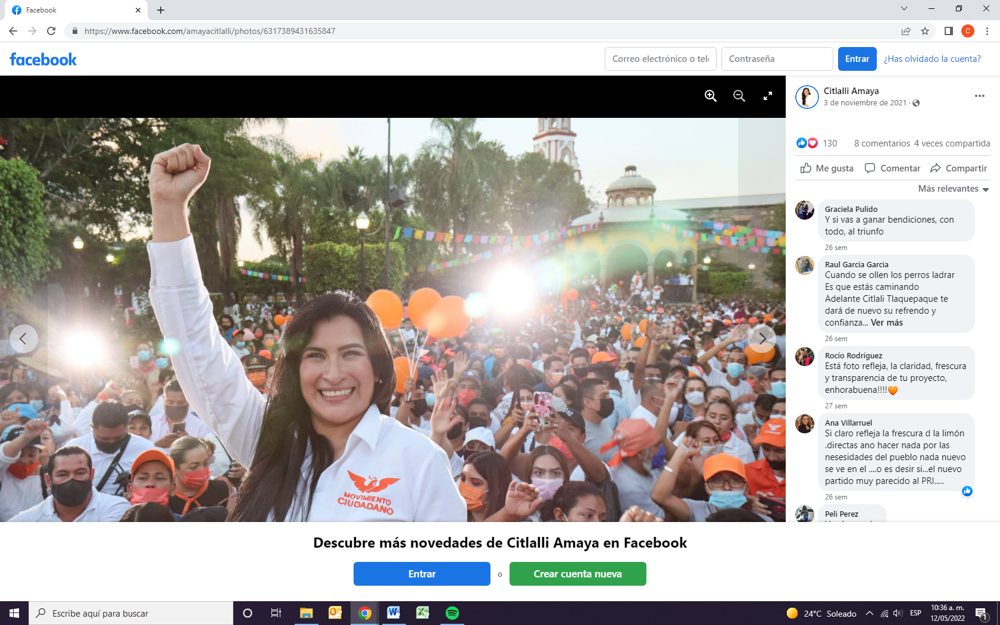 Facebook
https://www.facebook.com/amayacitlalli/photos/6317389431635847
C
facebook
Correo electrónico o telé
Contraseña
Entrar
¿Has olvidado la cuenta?
Citlalli Amaya
3 de noviembre de 2021 ·
130
8 comentarios
4 veces compartida
Me gusta
Comentar
Compartir
Más relevantes
Graciela Pulido
Y si vas a ganar bendiciones, con
todo, al triunfo
26 sem
Raul Garcia Garcia
Cuando se ollen los perros ladrar
Es que estás caminando
Adelante Citlali Tlaquepaque te
dará de nuevo su refrendo y
confianza... Ver más
26 sem
Rocío Rodríguez
Está foto refleja, la claridad, frescura
y transparencia de tu proyecto,
enhorabuena!!!!🧡
27 sem
Ana Villarruel
Si claro refleja la frescura d la limón
.directas ano hacer nada por las
nesesidades del pueblo nada nuevo
se ve en el ....o es desir si...el nuevo
partido muy parecido al PRI.....
26 sem
Peli Perez
MOVIMIENTO
CIUDADANO
Descubre más novedades de Citlalli Amaya en Facebook
Entrar
o
Crear cuenta nueva
Escribe aquí para buscar
24°C Soleado
ESP
10:36 a. m.
12/05/2022
1